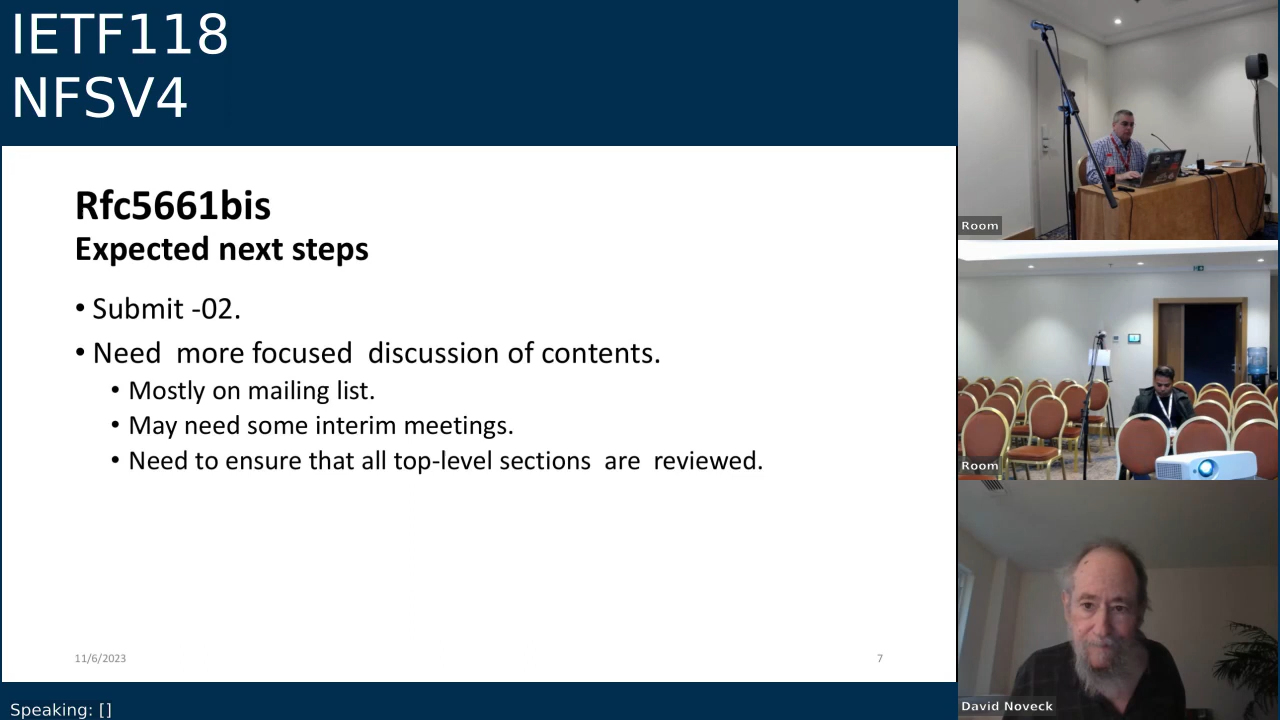 IETF118
NFSV4
Rfc5661bis
Expected next steps
• Submit -02.
• Need  more focused  discussion of contents.
• Mostly on mailing list.
• May need some interim meetings.
• Need to ensure that all top-level sections  are  reviewed.
11/6/2023
7
Speaking: []
Room
Room
David Noveck